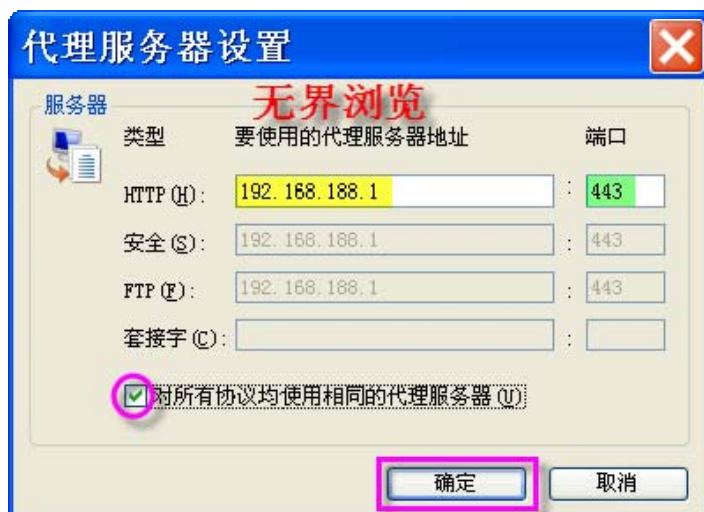 代理服务器设置
无界浏览
服务器
类型 要使用的代理服务器地址 端口
HTTP(H): 192.168.188.1 : 443
安全(S): 192.168.188.1 : 443
FTP(F): 192.168.188.1 : 443
套接字(C): :
对所有协议均使用相同的代理服务器(U)
确定 取消